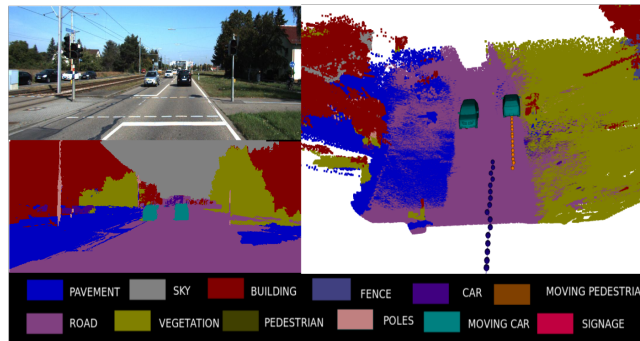 PAVEMENT SKY BUILDING FENCE CAR MOVING PEDESTRIA
ROAD VEGETATION PEDESTRIAN POLES MOVING CAR SIGNAGE